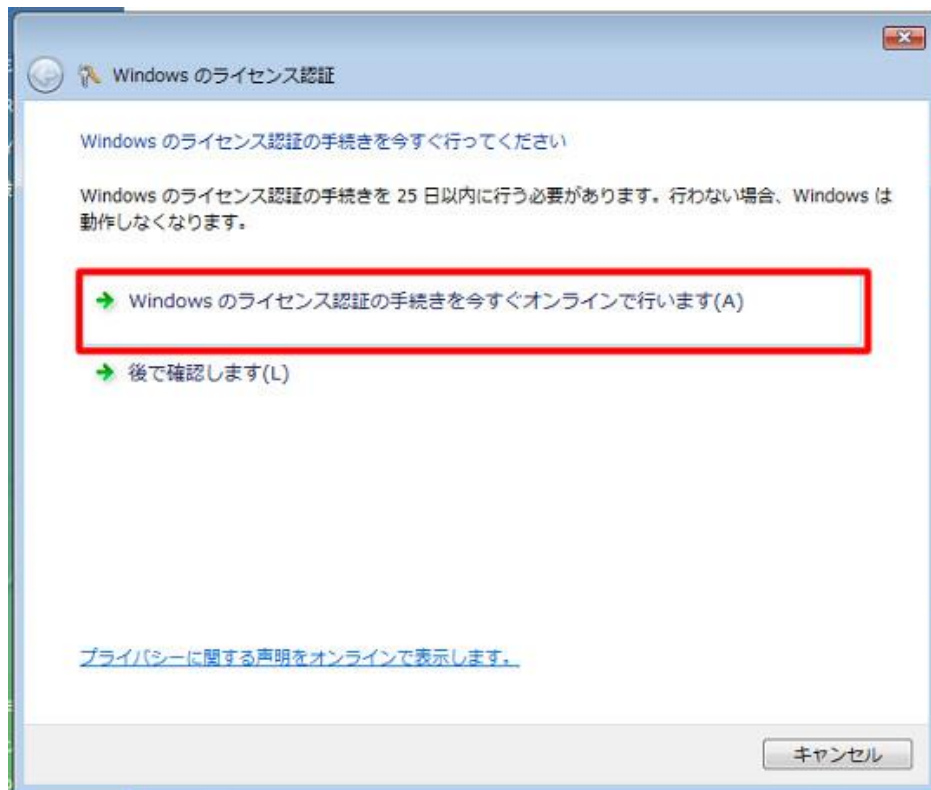 Windows のライセンス認証
Windows のライセンス認証の手続きを今すぐ行ってください
Windows のライセンス認証の手続きを 25 日以内に行う必要があります。行わない場合、Windows は
動作しなくなります。
Windows のライセンス認証の手続きを今すぐオンラインで行います(A)
後で確認します(L)
プライバシーに関する声明をオンラインで表示します。
キャンセル